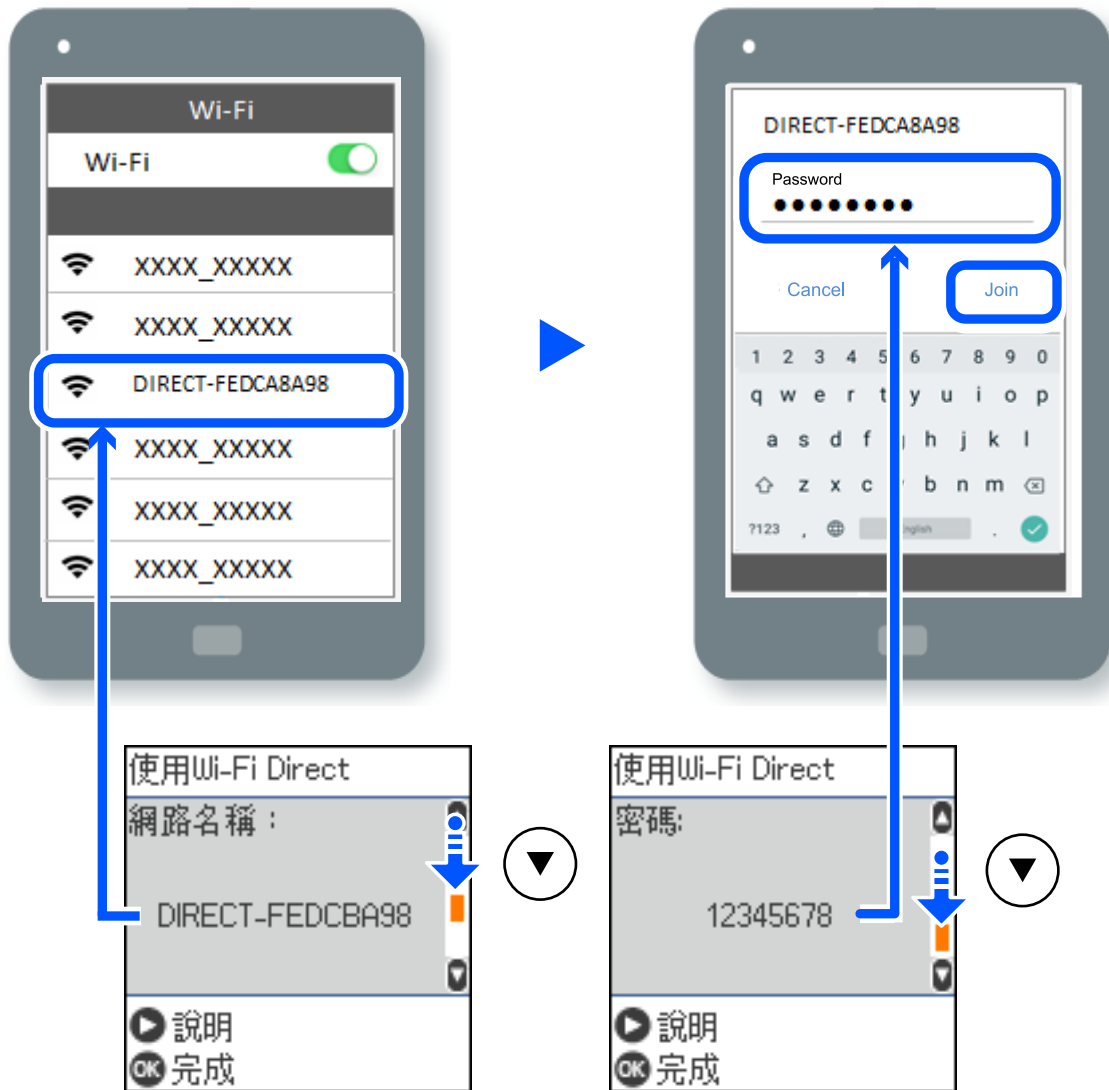 Wi-Fi
Wi-Fi
XXXX_XXXXX
XXXX_XXXXX
DIRECT-FEDCA8A98
XXXX_XXXXX
XXXX_XXXXX
XXXX_XXXXX
DIRECT-FEDCA8A98
Password
●●●●●●●●
Cancel Join
1 2 3 4 5 6 7 8 9 0
q w e r t y u i o p
a s d f h j k l
z x c b n m
?123 , .
使用Wi-Fi Direct
網路名稱：
DIRECT-FEDCBA98
說明
OK 完成
使用Wi-Fi Direct
密碼:
12345678
說明
OK 完成